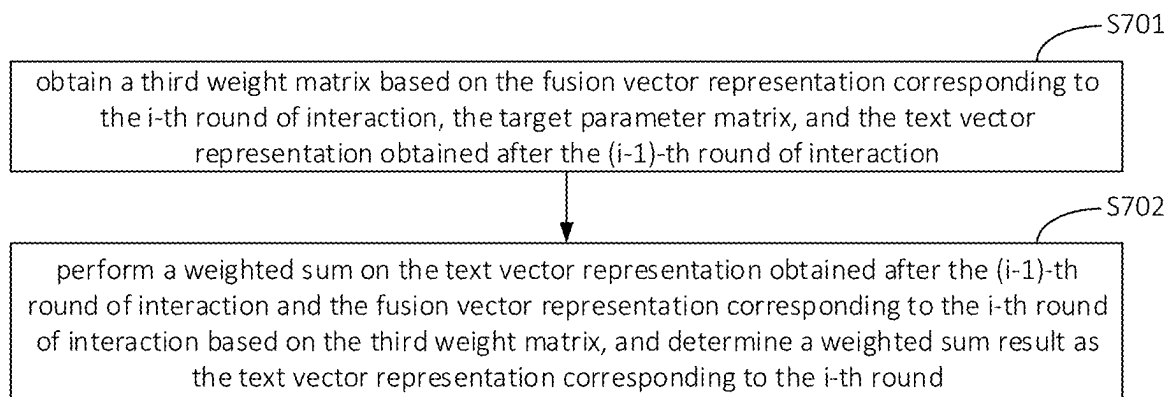 S701
obtain a third weight matrix based on the fusion vector representation corresponding to
the i-th round of interaction, the target parameter matrix, and the text vector
representation obtained after the (i-1)-th round of interaction
S702
perform a weighted sum on the text vector representation obtained after the (i-1)-th
round of interaction and the fusion vector representation corresponding to the i-th round
of interaction based on the third weight matrix, and determine a weighted sum result as
the text vector representation corresponding to the i-th round